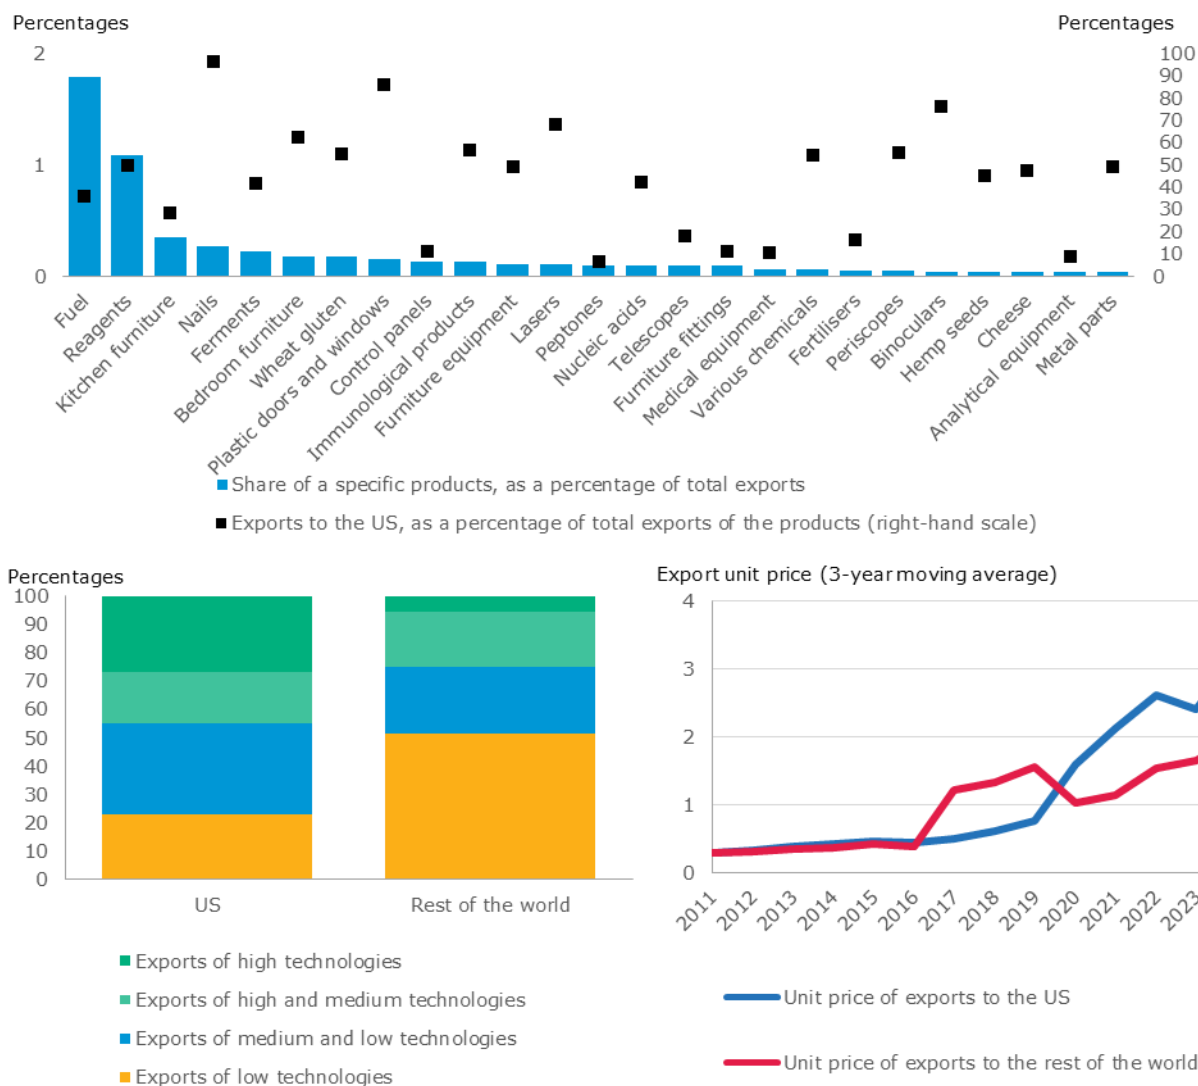 Percentages
Percentages
2
1
0
100
90
80
70
60
50
40
30
20
10
0
Fuel
Reagents
Kitchen furniture
Nails
Ferments
Bedroom furniture
Wheat gluten
Plastic doors and windows
Control panels
Immunological products
Furniture equipment
Lasers
Peptones
Nucleic acids
Telescopes
Furniture fittings
Medical equipment
Various chemicals
Fertilisers
Periscopes
Binoculars
Hemp seeds
Cheese
Analytical equipment
Metal parts
Share of a specific products, as a percentage of total exports
Exports to the US, as a percentage of total exports of the products (right-hand scale)
Percentages
100
90
80
70
60
50
40
30
20
10
0
US
Rest of the world
Exports of high technologies
Exports of high and medium technologies
Exports of medium and low technologies
Exports of low technologies
Export unit price (3-year moving average)
4
3
2
1
0
2011
2012
2013
2014
2015
2016
2017
2018
2019
2020
2021
2022
2023
Unit price of exports to the US
Unit price of exports to the rest of the world